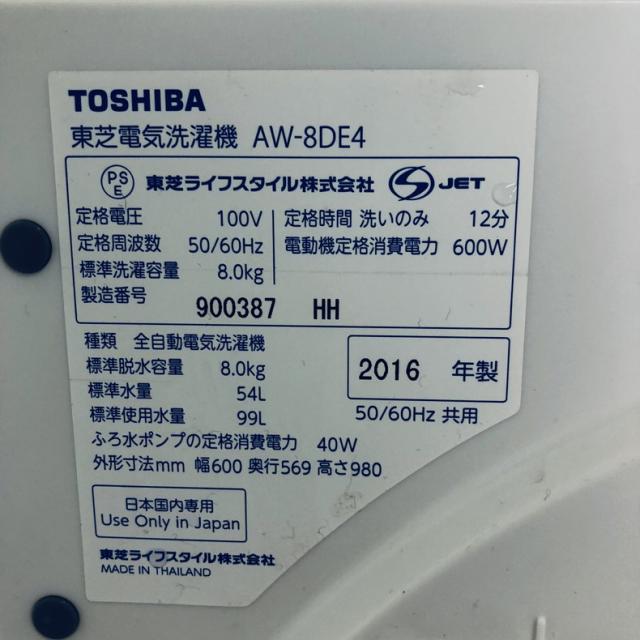 TOSHIBA
東芝電気洗濯機 AW-8DE4
PS E 東芝ライフスタイル株式会社 S JET
定格電圧 100V 定格時間 洗いのみ 12分
定格周波数 50/60Hz 電動機定格消費電力 600W
標準洗濯容量 8.0kg
製造番号 900387 HH
種類 全自動電気洗濯機
標準脱水容量 8.0kg 2016 年製
標準水量 54L
標準使用水量 99L 50/60Hz 共用
ふろ水ポンプの定格消費電力 40W
外形寸法mm 幅600 奥行569 高さ980
日本国内専用
Use Only in Japan
東芝ライフスタイル株式会社
MADE IN THAILAND